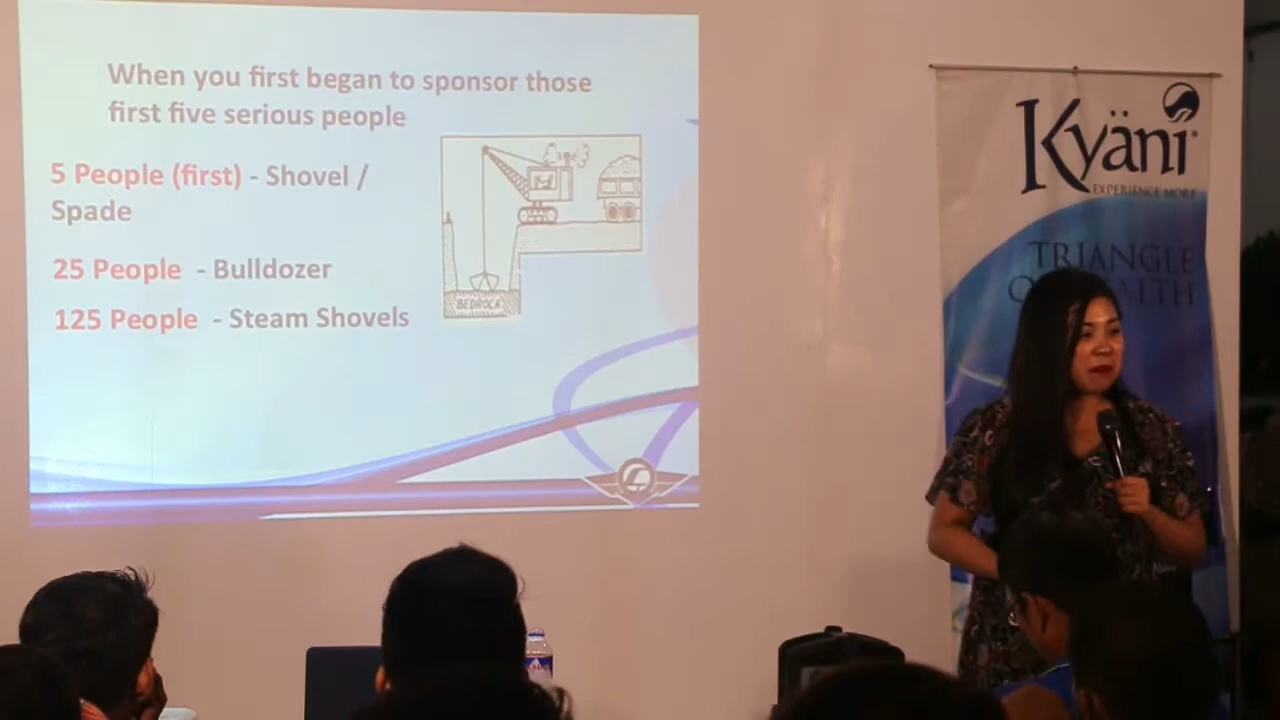 When you first began to sponsor those
first five serious people
5 People (first) - Shovel /
Spade
25 People - Bulldozer
125 People - Steam Shovels
BEDROCK
Kyäni
EXPERIENCE MORE
TRIANGLE